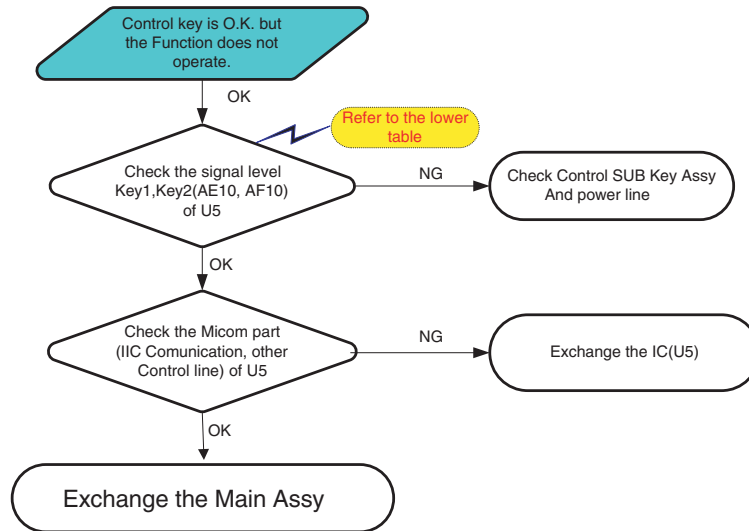 Control key is O.K. but
the Function does not
operate.
OK
Refer to the lower
table
Check the signal level
Key1,Key2(AE10, AF10)
of U5
NG
Check Control SUB Key Assy
And power line
OK
Check the Micom part
(IIC Comunication, other
Control line) of U5
NG
Exchange the IC(U5)
OK
Exchange the Main Assy